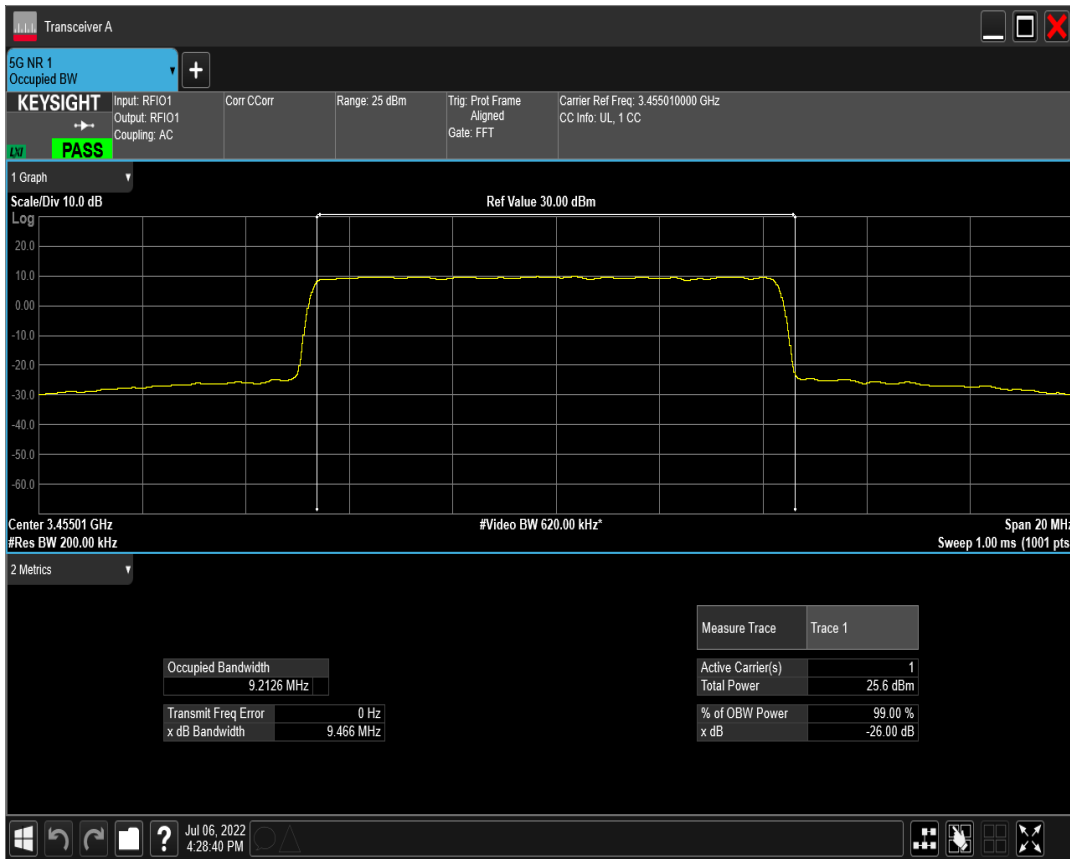 Transceiver A
5G NR 1
Occupied BW
+
KEYSIGHT
LXI
PASS
Input: RFIO1
Output: RFIO1
Coupling: AC
Corr CCorr
Range: 25 dBm
Trig: Prot Frame
Aligned
Gate: FFT
Carrier Ref Freq: 3.455010000 GHz
CC Info: UL, 1 CC
1 Graph
Scale/Div 10.0 dB
Ref Value 30.00 dBm
Log
20.0
10.0
0.00
-10.0
-20.0
-30.0
-40.0
-50.0
-60.0
Center 3.45501 GHz
#Video BW 620.00 kHz*
Span 20 MHz
#Res BW 200.00 kHz
Sweep 1.00 ms (1001 pts
2 Metrics
Measure Trace Trace 1
Occupied Bandwidth
9.2126 MHz
Active Carrier(s) 1
Total Power 25.6 dBm
Transmit Freq Error 0 Hz
x dB Bandwidth 9.466 MHz
% of OBW Power 99.00 %
x dB -26.00 dB
?
Jul 06, 2022
4:28:40 PM